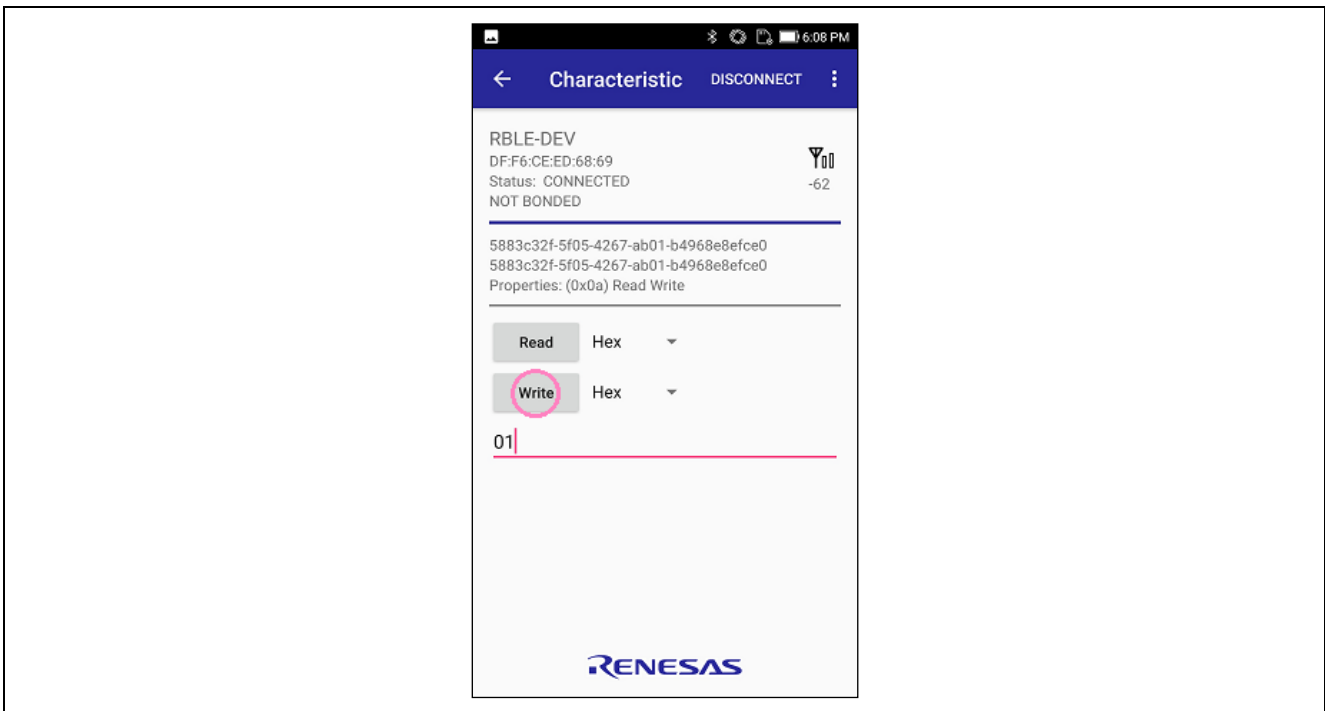 6:08 PM
Characteristic DISCONNECT
RBLE-DEV
DF:F6:CE:ED:68:69
Status: CONNECTED
-62
NOT BONDED
5883c32f-5f05-4267-ab01-b4968e8efce0
5883c32f-5f05-4267-ab01-b4968e8efce0
Properties: (0x0a) Read Write
Read Hex
Write Hex
01
RENESAS